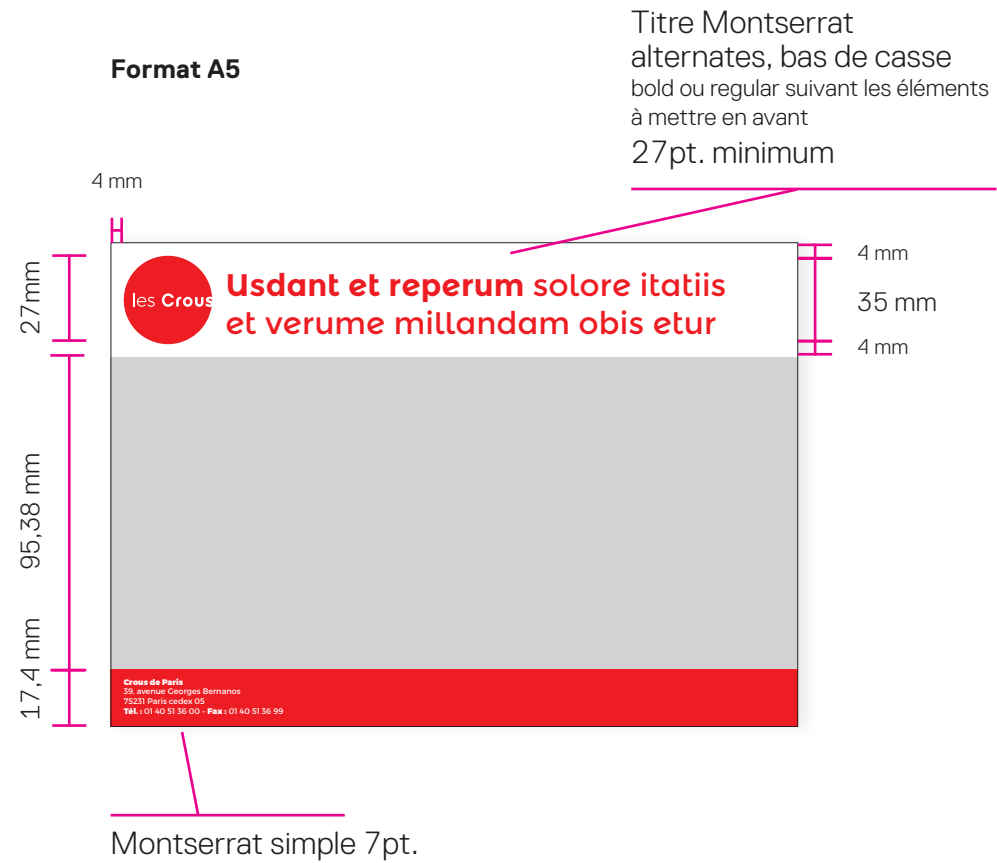 Titre Montserrat
alternates, bas de casse
bold ou regular suivant les éléments
à mettre en avant
27pt. minimum
Format A5
4 mm
27mm
les Crous
Usdant et reperum solore itatiis
et verume millandam obis etur
4 mm
35 mm
4 mm
95,38 mm
17,4 mm
Crous de Paris
39, avenue Georges Bernanos
75231 Paris cedex 05
Tél. : 01 40 51 36 00 - Fax : 01 40 51 36 99
Montserrat simple 7pt.